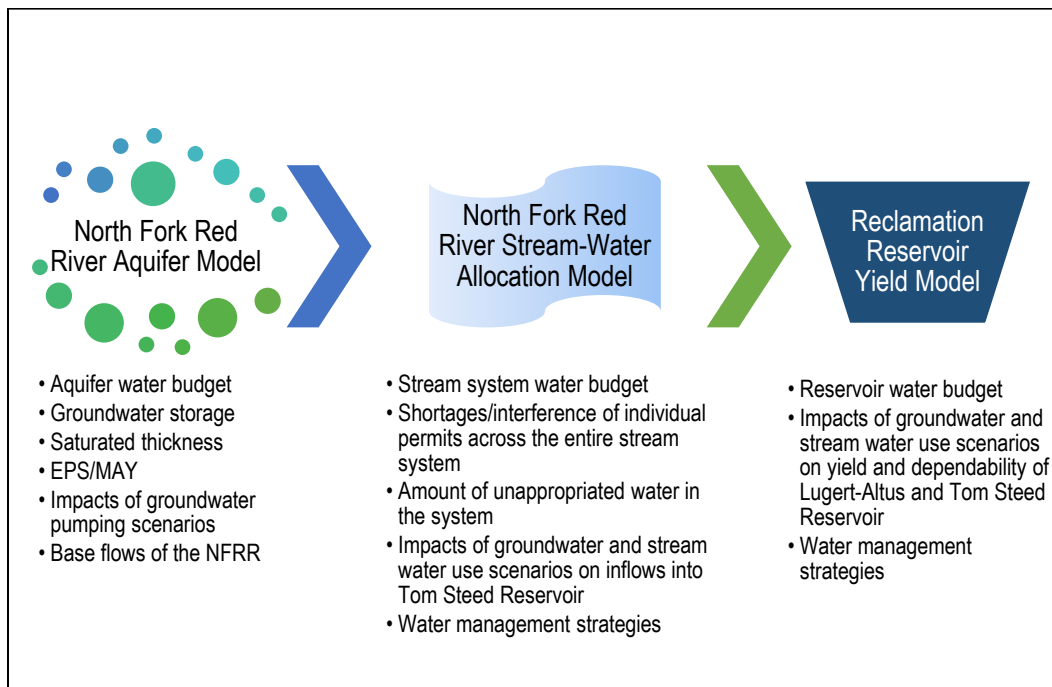 North Fork Red
River Aquifer Model
• Aquifer water budget
• Groundwater storage
• Saturated thickness
• EPS/MAY
• Impacts of groundwater
pumping scenarios
• Base flows of the NFRR
North Fork Red
River Stream-Water
Allocation Model
• Stream system water budget
• Shortages/interference of individual
permits across the entire stream
system
• Amount of unappropriated water in
the system
• Impacts of groundwater and stream
water use scenarios on inflows into
Tom Steed Reservoir
• Water management strategies
Reclamation
Reservoir
Yield Model
• Reservoir water budget
• Impacts of groundwater and
stream water use scenarios
on yield and dependability of
Lugert-Altus and Tom Steed
Reservoir
• Water management
strategies